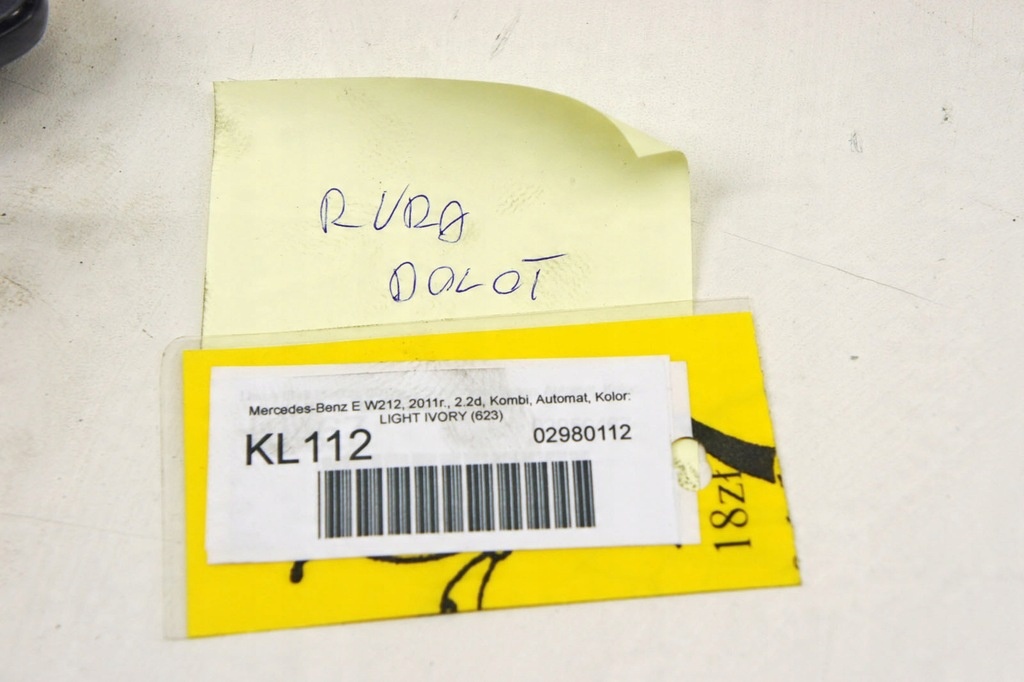 RURA
DOLOT
Mercedes-Benz E W212, 2011r., 2.2d, Kombi, Automat, Kolor:
LIGHT IVORY (623)
KL112
02980112
18zł